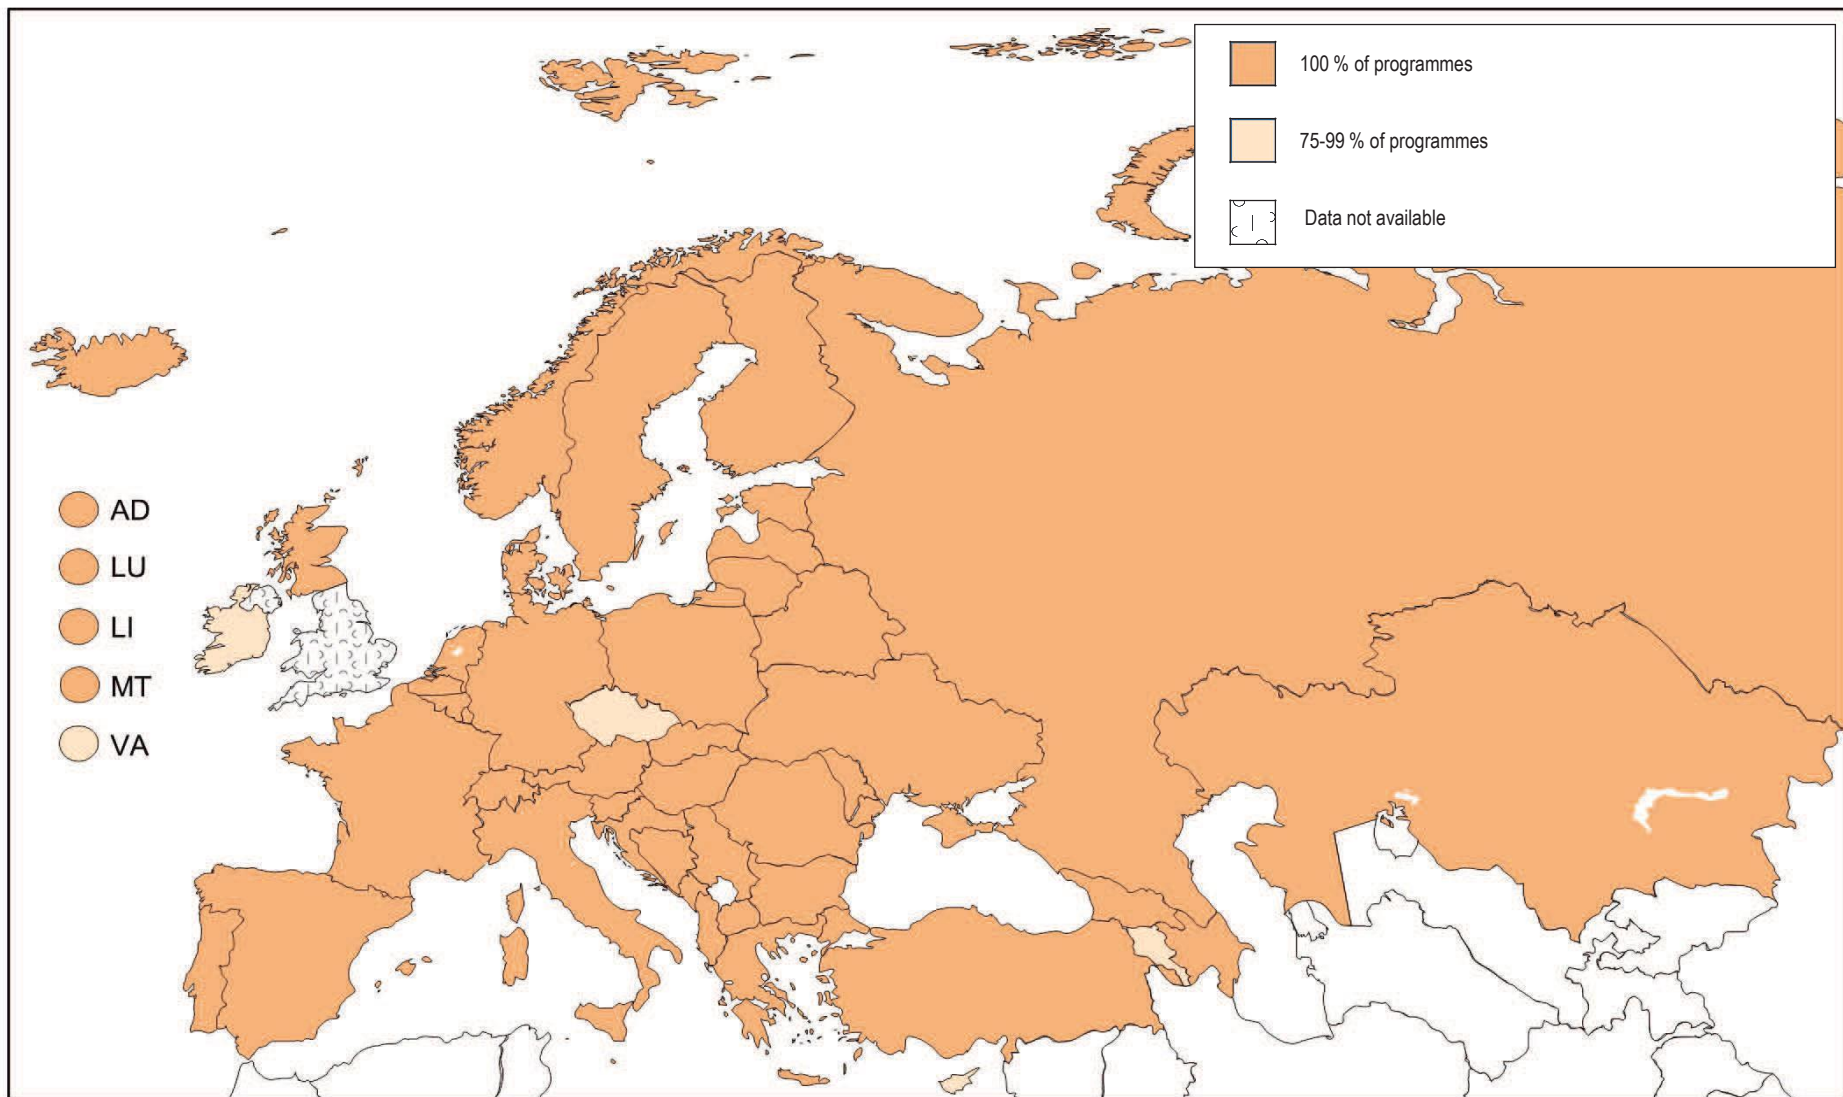 100 % of programmes
75-99 % of programmes
Data not available
AD
LU
LI
MT
VA